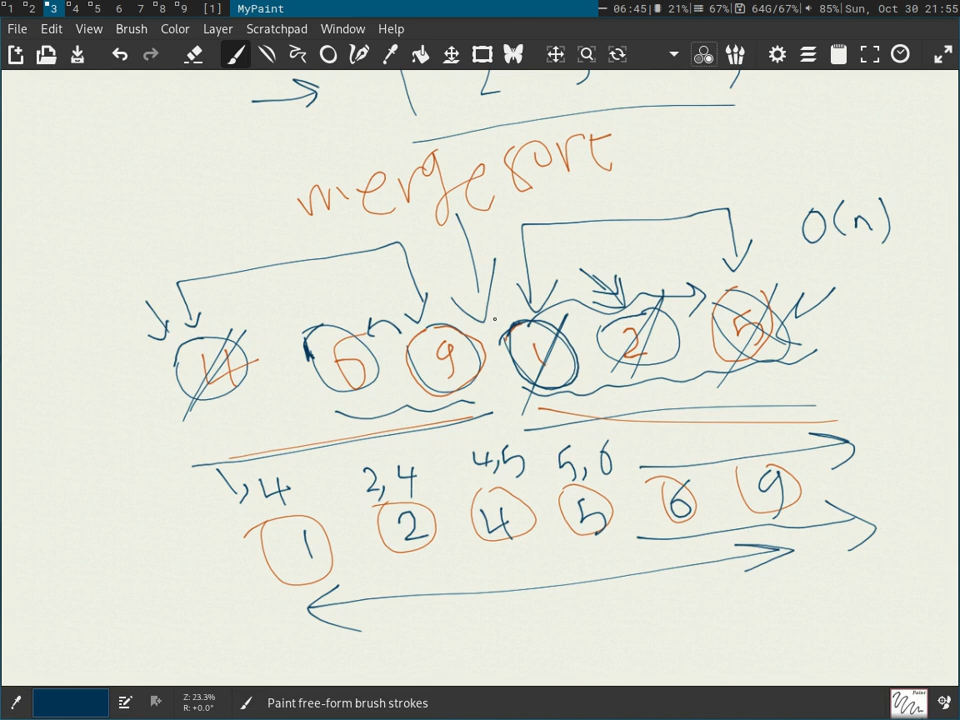 1 2 3 4 5 6 7 8 9 [1] MyPaint 06:45 21% 67% 64G/67% 85% Sun, Oct 30 21:55
File Edit View Brush Color Layer Scratchpad Window Help
mergesort
O(n)
4 6 9 1 2 5
1,4 2,4 4,5 5,6
1 2 4 5 6 9
Z: 23.3%
R: +0.0°
Paint free-form brush strokes